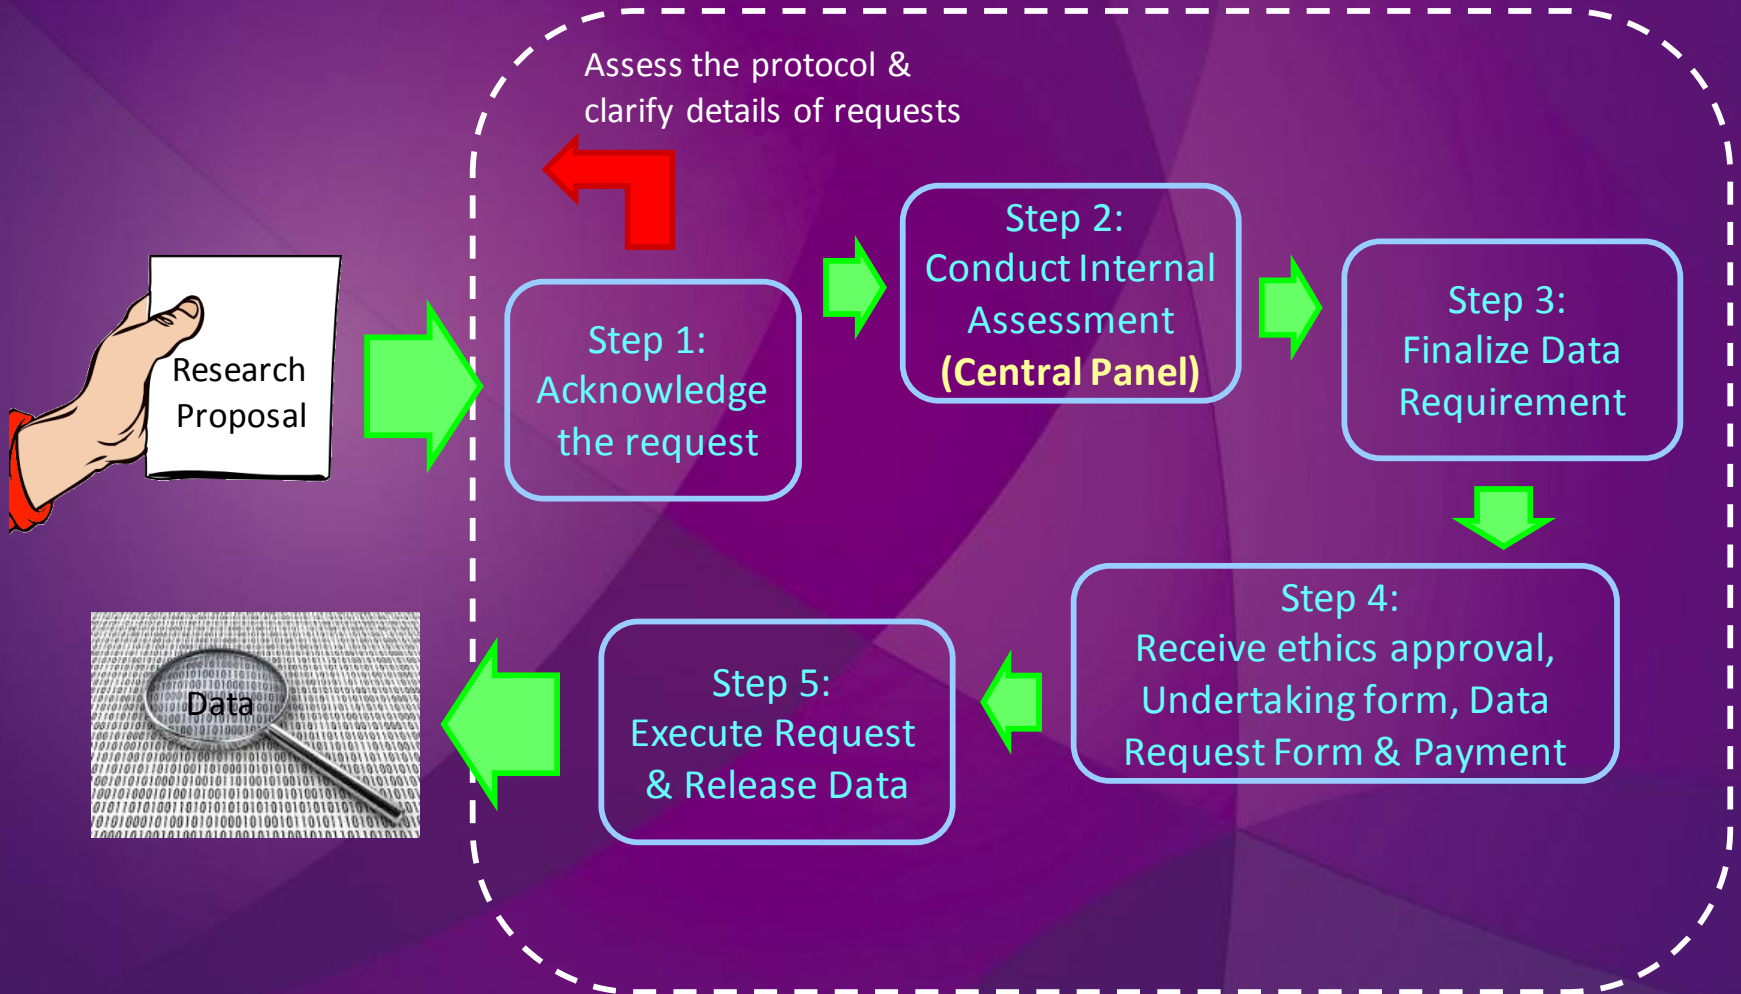 Assess the protocol &
clarify details of requests
Research
Proposal
Step 1:
Acknowledge
the request
Step 2:
Conduct Internal
Assessment
(Central Panel)
Step 3:
Finalize Data
Requirement
Step 4:
Receive ethics approval,
Undertaking form, Data
Request Form & Payment
Step 5:
Execute Request
& Release Data
Data